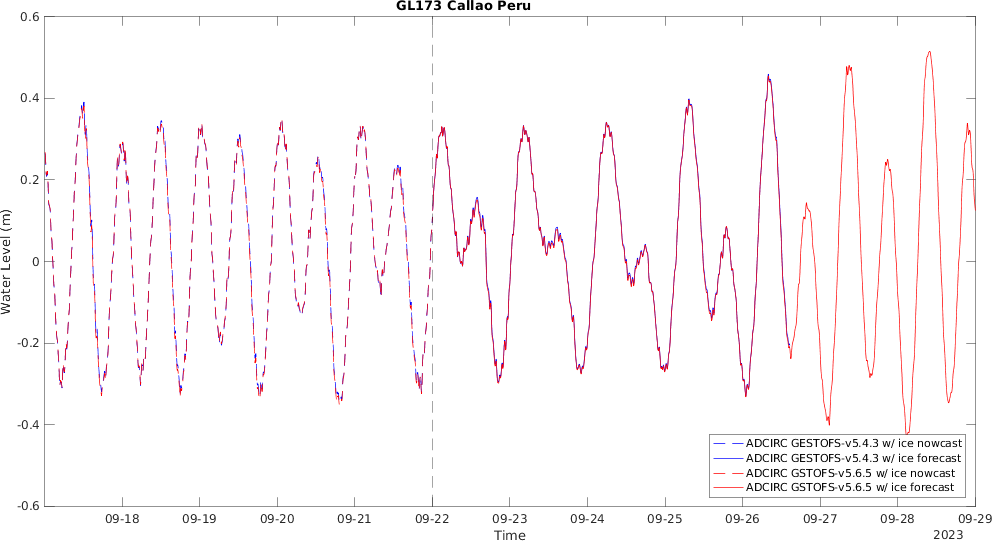 GL173 Callao Peru
0.6
0.4
0.2
0
-0.2
-0.4
-0.6
Water Level (m)
09-18
09-19
09-20
09-21
09-22
09-23
09-24
09-25
09-26
09-27
09-28
09-29
2023
Time
ADCIRC GESTOFS-v5.4.3 w/ ice nowcast
ADCIRC GESTOFS-v5.4.3 w/ ice forecast
ADCIRC GSTOFS-v5.6.5 w/ ice nowcast
ADCIRC GSTOFS-v5.6.5 w/ ice forecast